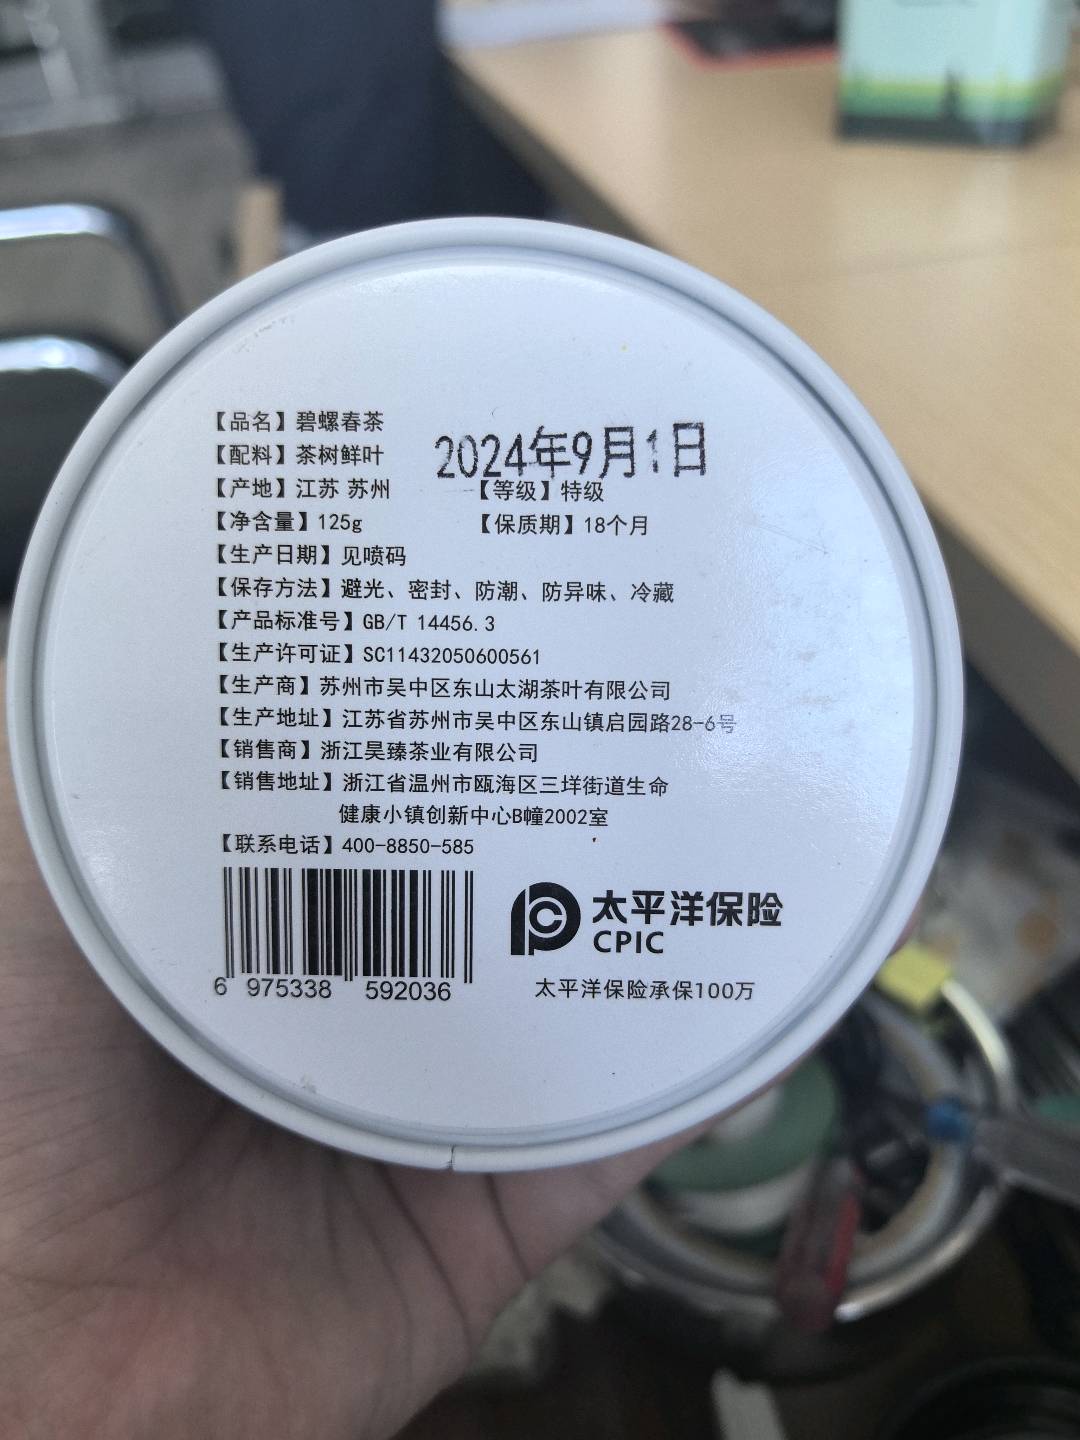 【品名】碧螺春茶
2024年9月1日
【配料】茶树鲜叶
【产地】江苏 苏州 【等级】特级
【净含量】125g 【保质期】18个月
【生产日期】见喷码
【保存方法】避光、密封、防潮、防异味、冷藏
【产品标准号】GB/T 14456.3
【生产许可证】SC11432050600561
【生产商】苏州市吴中区东山太湖茶叶有限公司
【生产地址】江苏省苏州市吴中区东山镇启园路28-6号
【销售商】浙江昊臻茶业有限公司
【销售地址】浙江省温州市瓯海区三垟街道生命
健康小镇创新中心B幢2002室
【联系电话】400-8850-585
6 975338 592036
太平洋保险
CPIC
太平洋保险承保100万